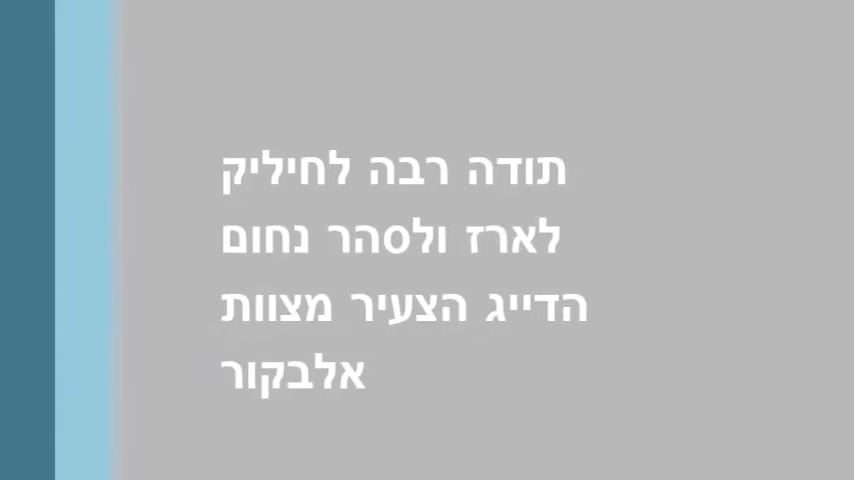 תודה רבה לחיליק
לארז ולסהר נחום
הדייג הצעיר מצוות
אלבקור